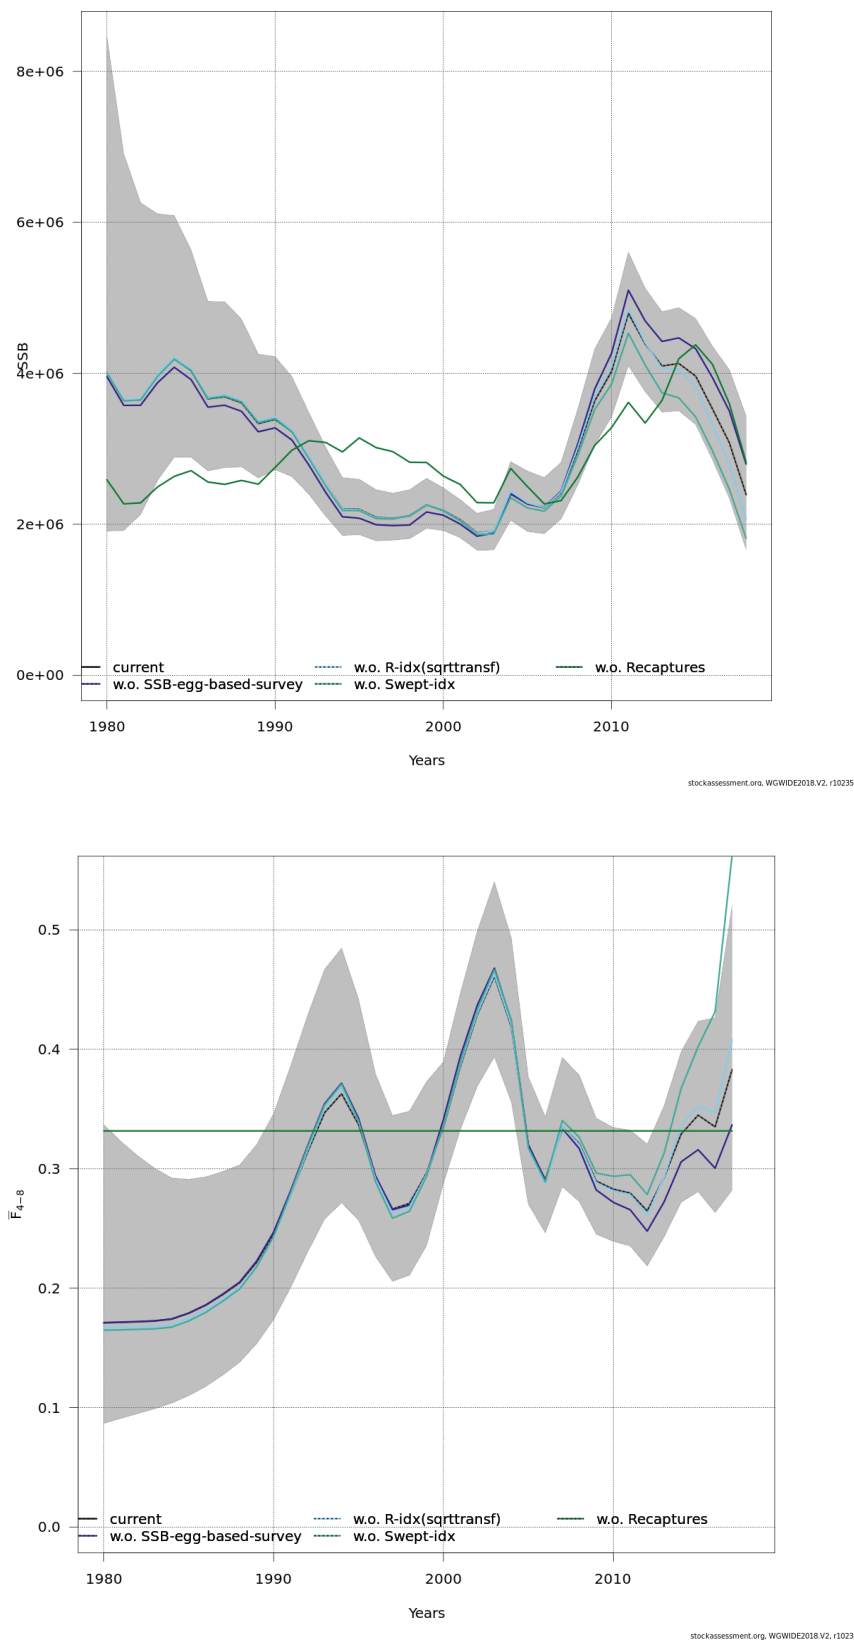 8e+06
6e+06
SSB
4e+06
2e+06
0e+00
current
w.o. R-idx(sqrttransf)
w.o. Recaptures
w.o. SSB-egg-based-survey
w.o. Swept-idx
1980 1990 2000 2010
Years
stockassessment.org, WGWIDE2018.V2, r10235
0.5
0.4
0.3
F̅4−8
0.2
0.1
0.0
current
w.o. R-idx(sqrttransf)
w.o. Recaptures
w.o. SSB-egg-based-survey
w.o. Swept-idx
1980 1990 2000 2010
Years
stockassessment.org, WGWIDE2018.V2, r1023